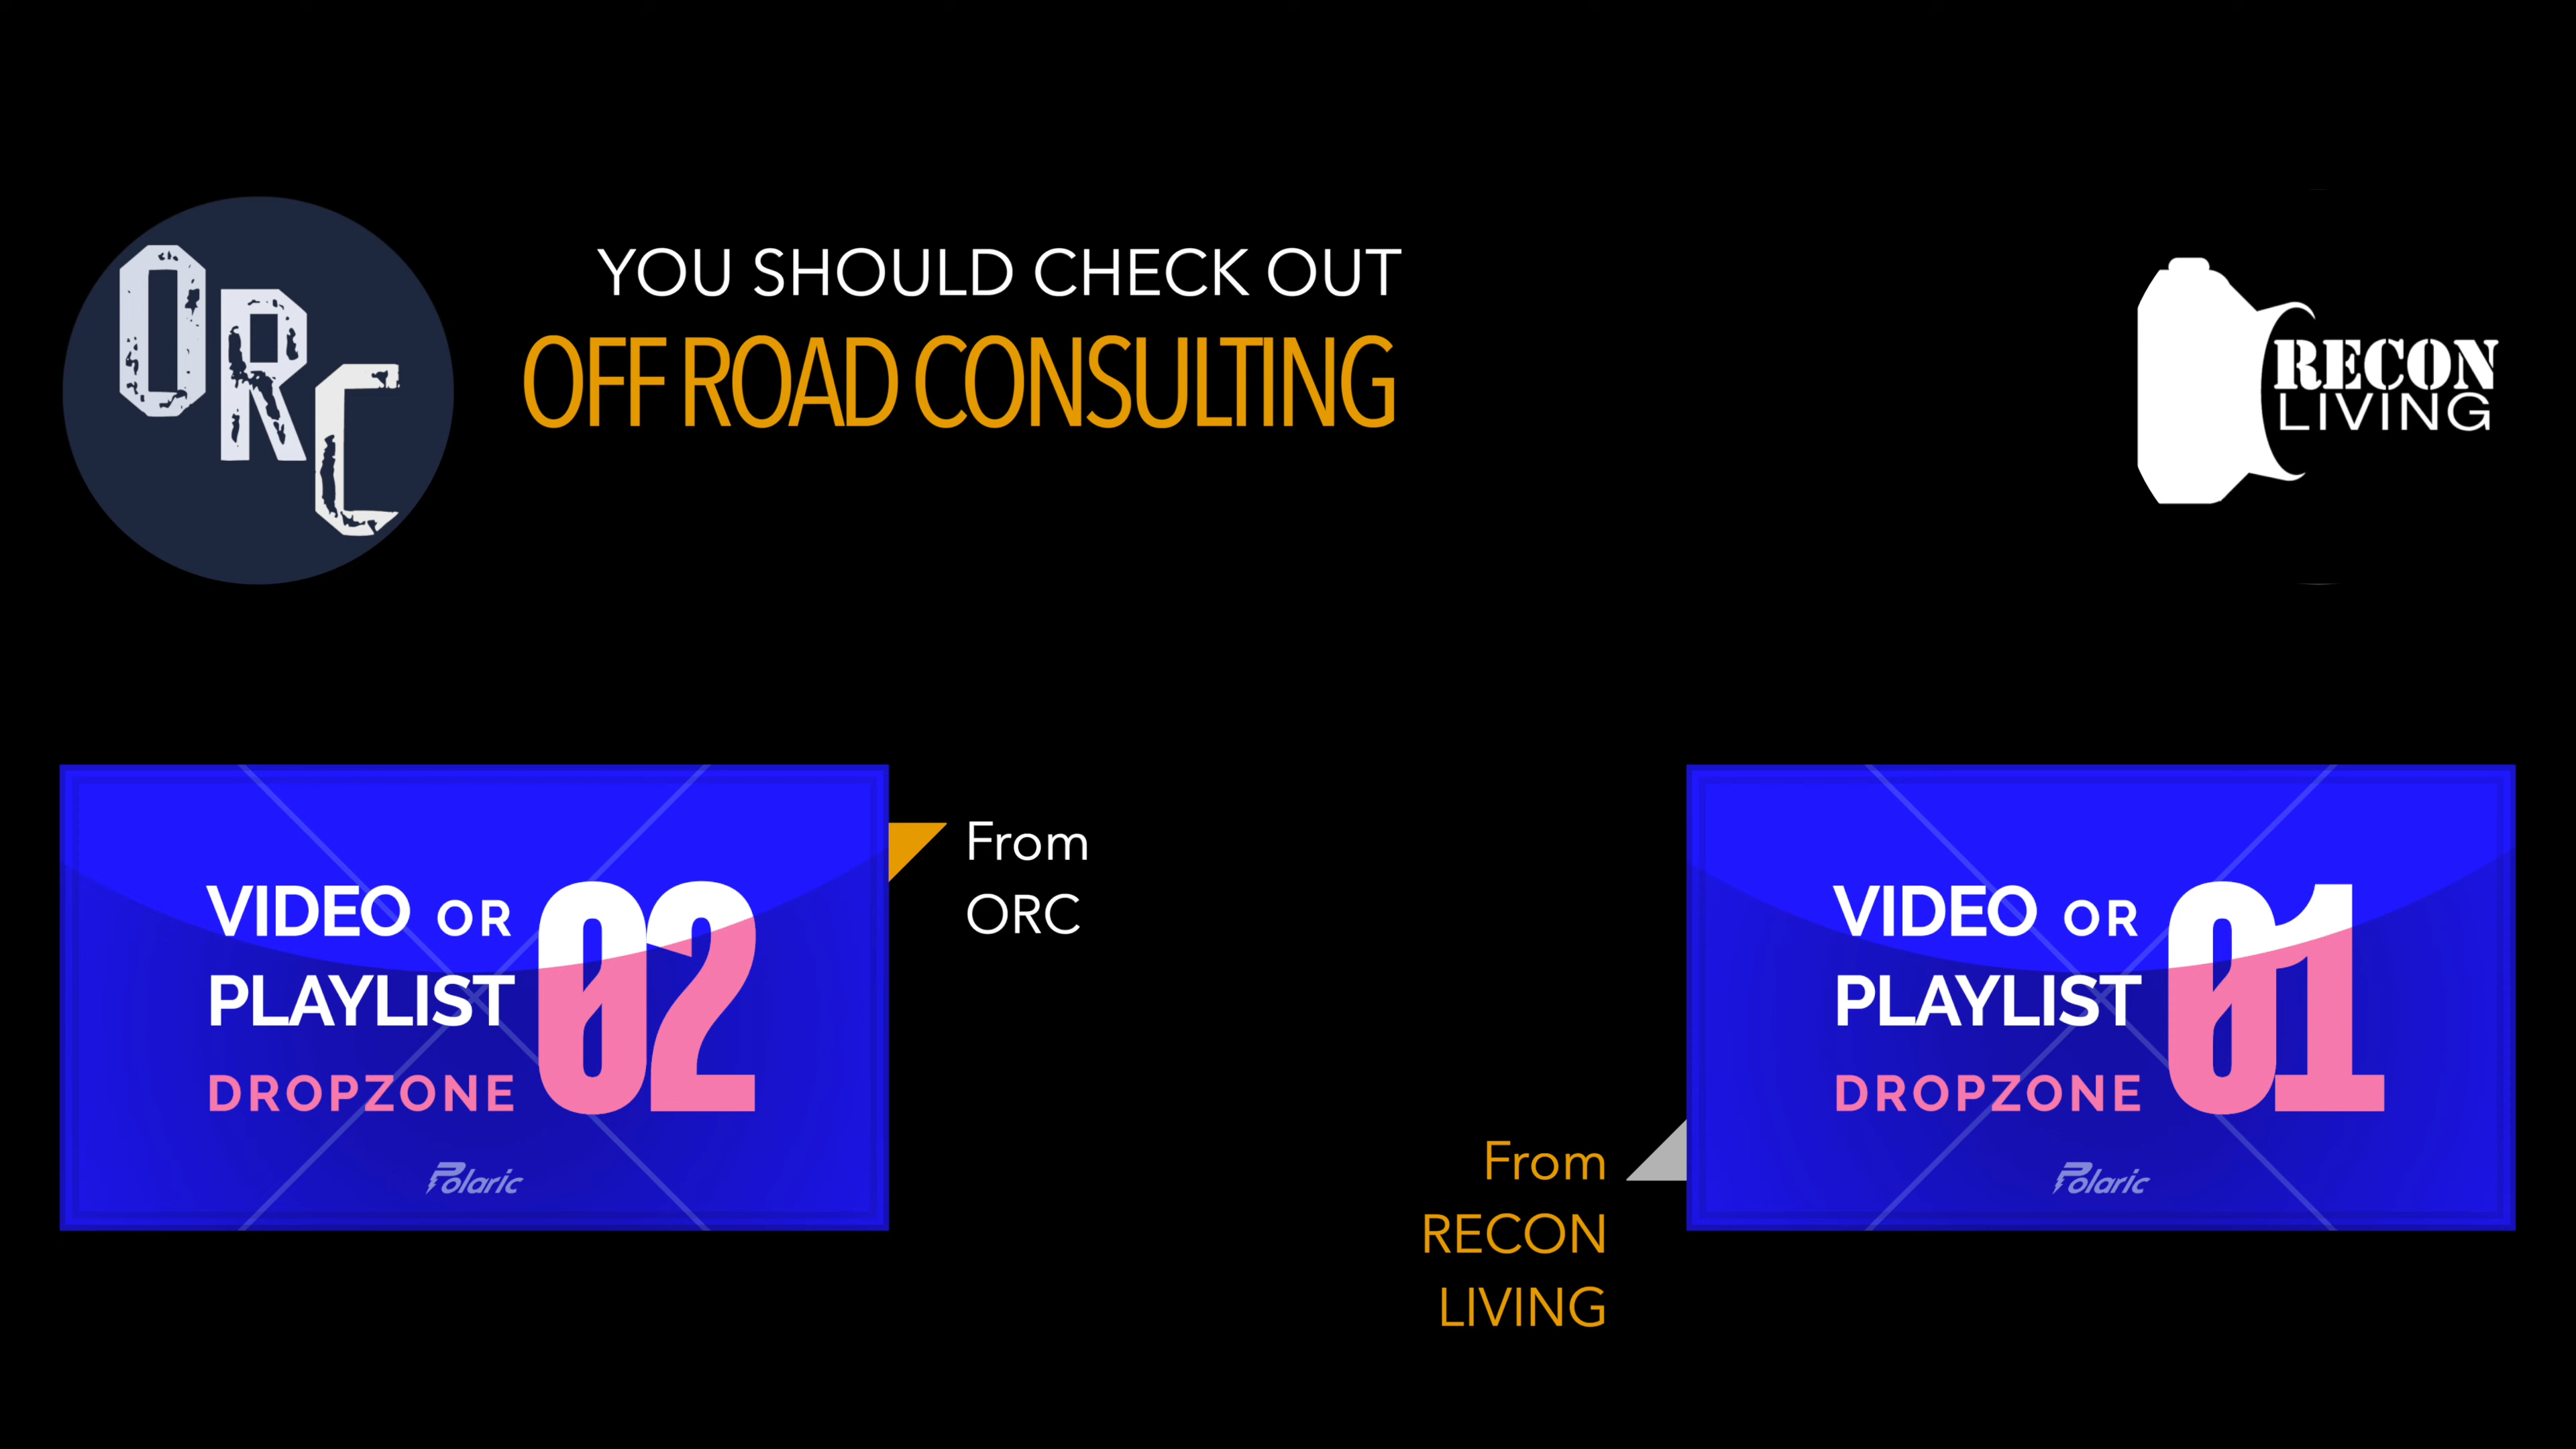 ORC
YOU SHOULD CHECK OUT
OFF ROAD CONSULTING
RECON
LIVING
VIDEO OR
PLAYLIST
DROPZONE
02
Polaric
From
ORC
From
RECON
LIVING
VIDEO OR
PLAYLIST
DROPZONE
01
Polaric